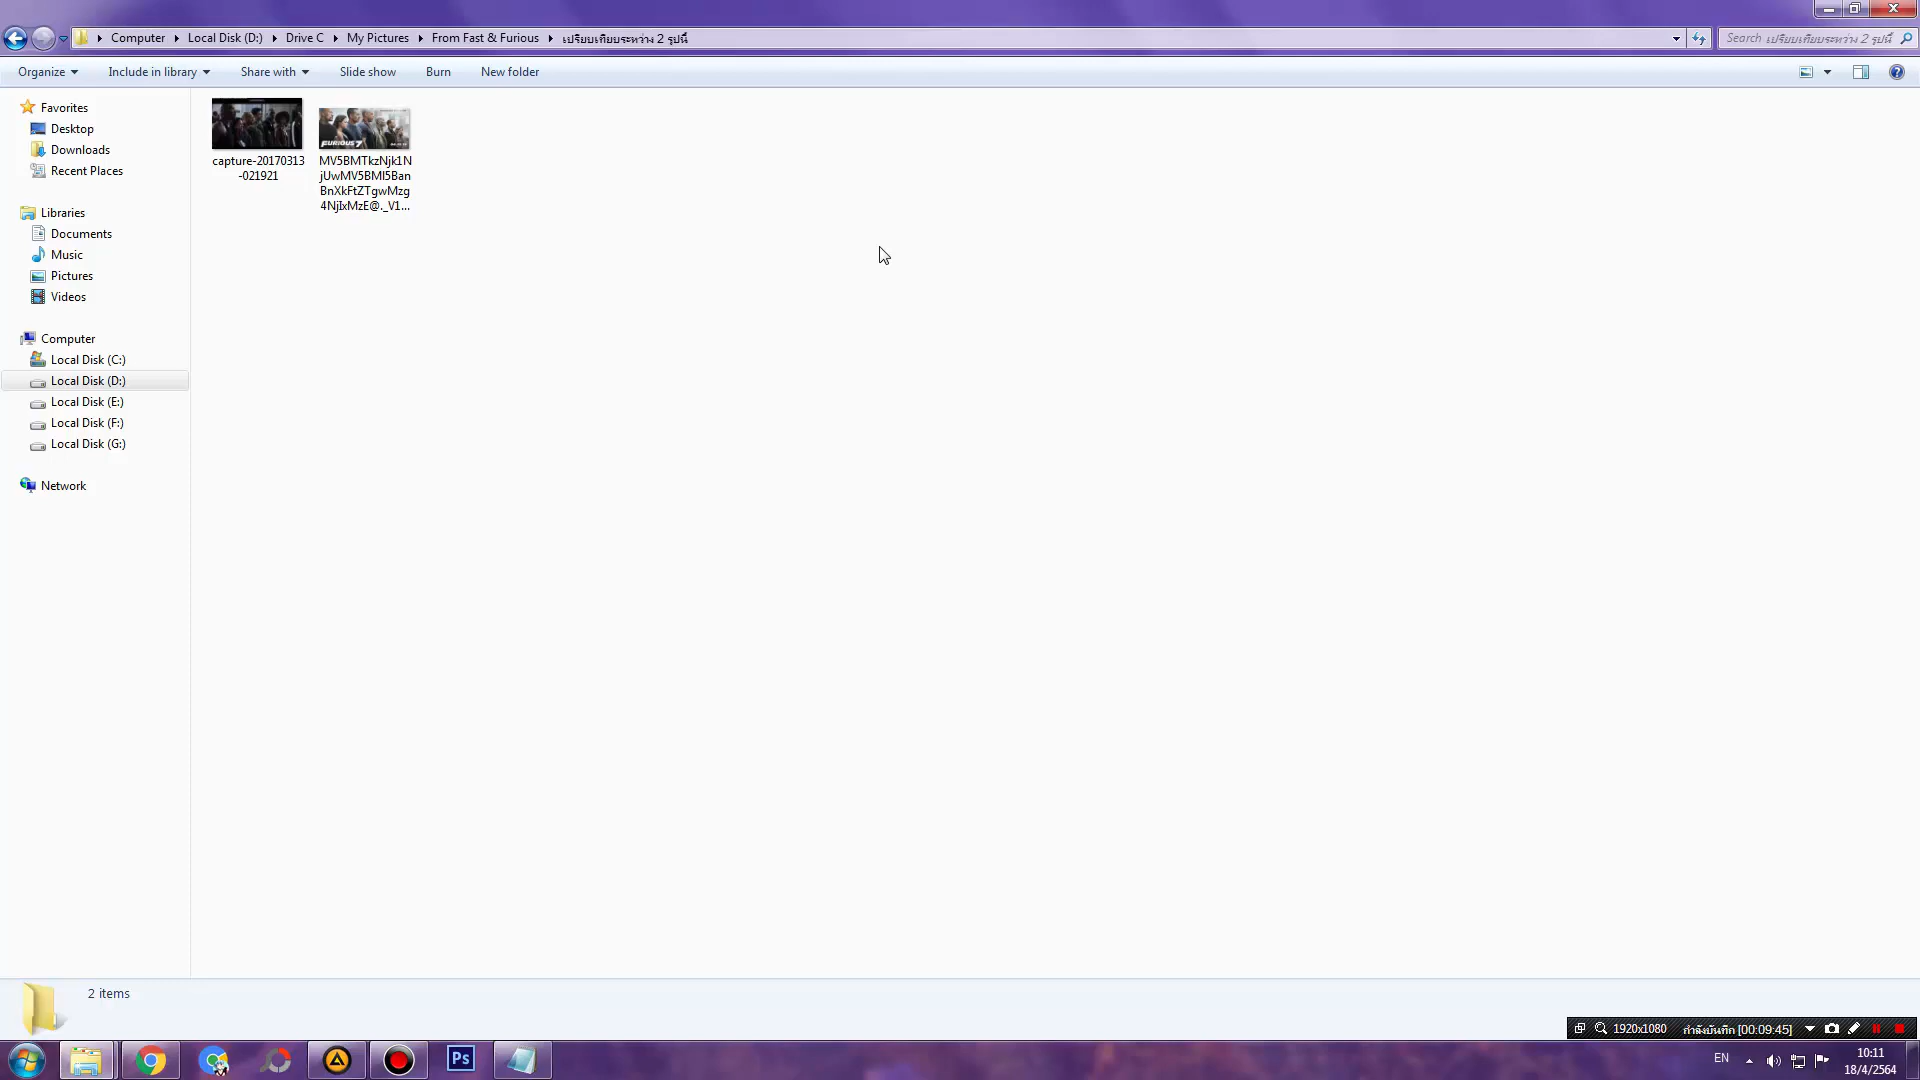 Computer Local Disk (D:) Drive C My Pictures From Fast & Furious เปรียบเทียบระหว่าง 2 รูปนี้
Search เปรียบเทียบระหว่าง 2 รูปนี้
Organize Include in library Share with Slide show Burn New folder
Favorites
Desktop
Downloads
Recent Places
Libraries
Documents
Music
Pictures
Videos
Computer
Local Disk (C:)
Local Disk (D:)
Local Disk (E:)
Local Disk (F:)
Local Disk (G:)
Network
capture-20170313
-021921
FURIOUS 7
MV5BMTkzNjk1N
jUwMV5BMl5Ban
BnXkFtZTgwMzg
4NjIxMzE@._V1...
2 items
1920x1080 กำลังบันทึก [00:09:45]
Ps
EN
10:11
18/4/2564